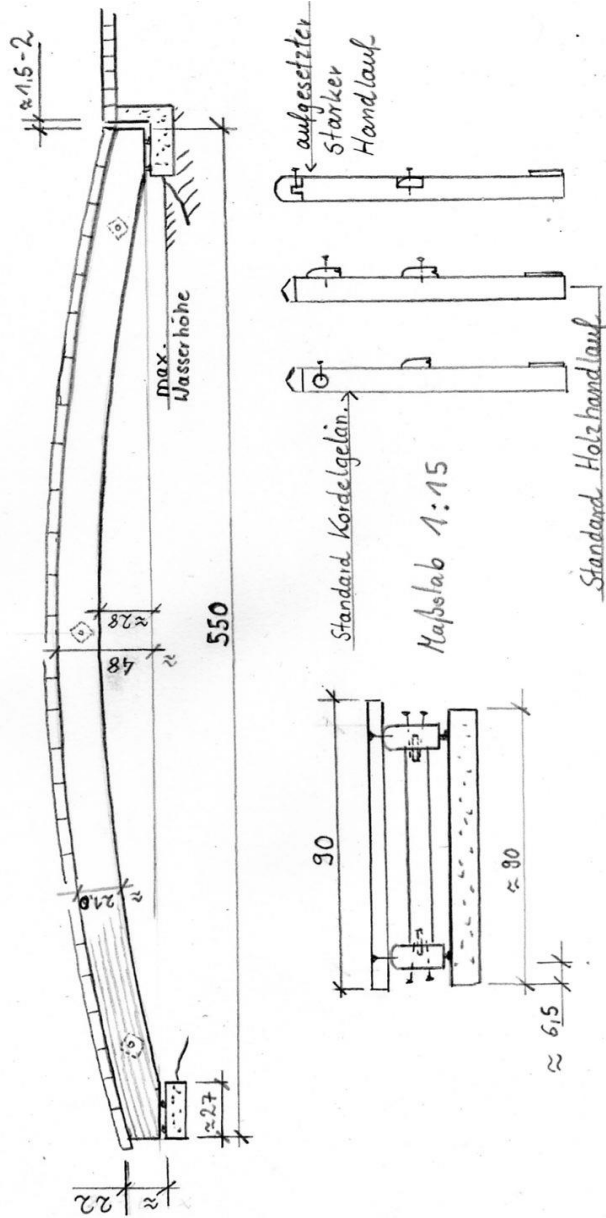 ≈1,5-2
max.
Wasserhöhe
≈28
48
≈
550
21,0
≈
≈27
22
≈
aufgesetzter
starker
Handlauf
Standard Kordelgelän.
Maßstab 1:15
Standard Holzhandlauf
90
≈90
≈ 6,5